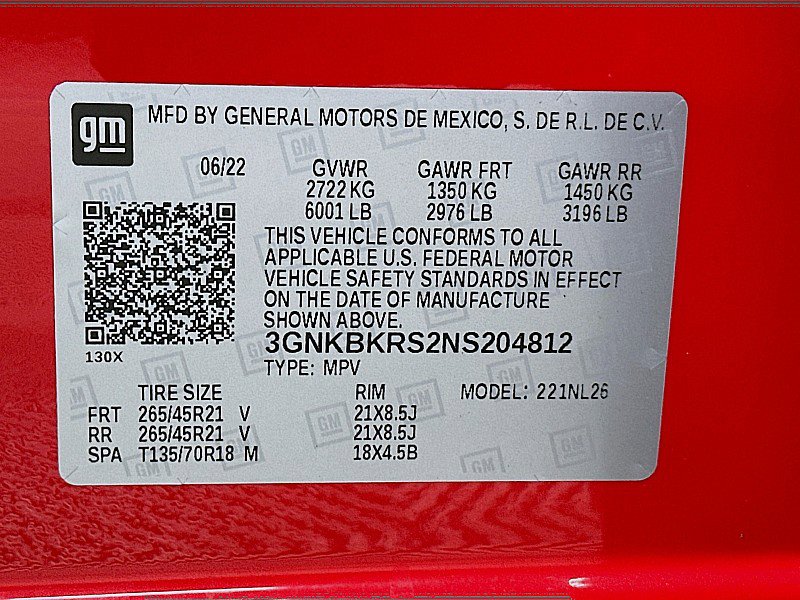 gm MFD BY GENERAL MOTORS DE MEXICO, S. DE R.L. DE C.V.
06/22 GVWR GAWR FRT GAWR RR
2722 KG 1350 KG 1450 KG
6001 LB 2976 LB 3196 LB
THIS VEHICLE CONFORMS TO ALL
APPLICABLE U.S. FEDERAL MOTOR
VEHICLE SAFETY STANDARDS IN EFFECT
ON THE DATE OF MANUFACTURE
SHOWN ABOVE.
3GNKBKRS2NS204812
130X
TYPE: MPV
TIRE SIZE RIM MODEL: 221NL26
FRT 265/45R21 V 21X8.5J
RR 265/45R21 V 21X8.5J
SPA T135/70R18 M 18X4.5B